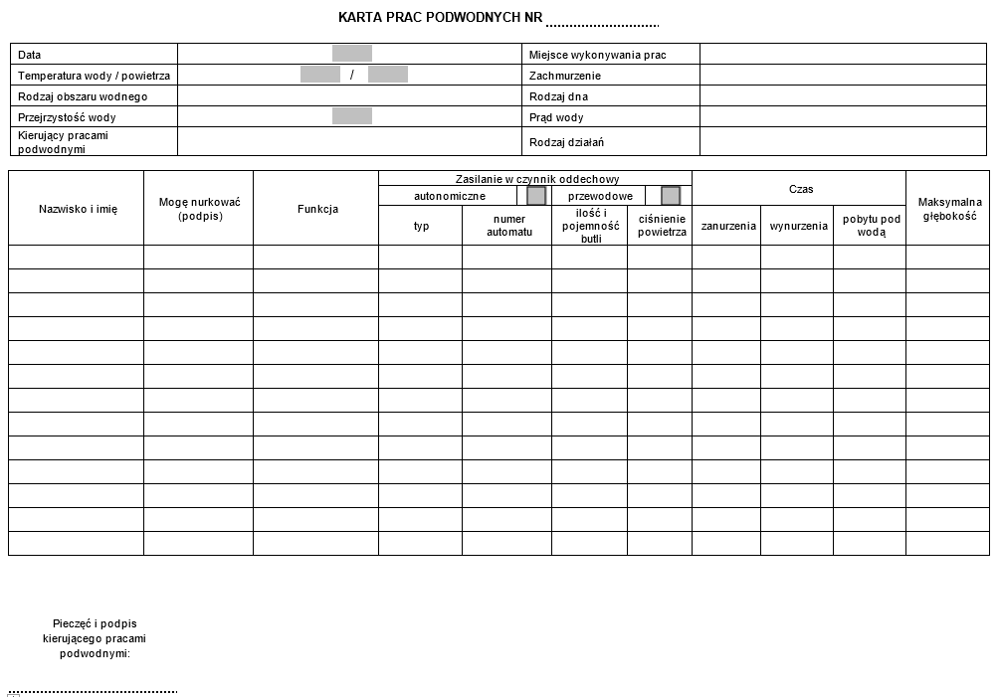 KARTA PRAC PODWODNYCH NR ..............................
Data
Miejsce wykonywania prac
Temperatura wody / powietrza
/
Zachmurzenie
Rodzaj obszaru wodnego
Rodzaj dna
Przejrzystość wody
Prąd wody
Kierujący pracami
podwodnymi
Rodzaj działań
Nazwisko i imię
Mogę nurkować
(podpis)
Funkcja
Zasilanie w czynnik oddechowy
autonomiczne
przewodowe
typ
numer
automatu
ilość i
pojemność
butli
ciśnienie
powietrza
Czas
zanurzenia
wynurzenia
pobytu pod
wodą
Maksymalna
głębokość
Pieczęć i podpis
kierującego pracami
podwodnymi:
..............................